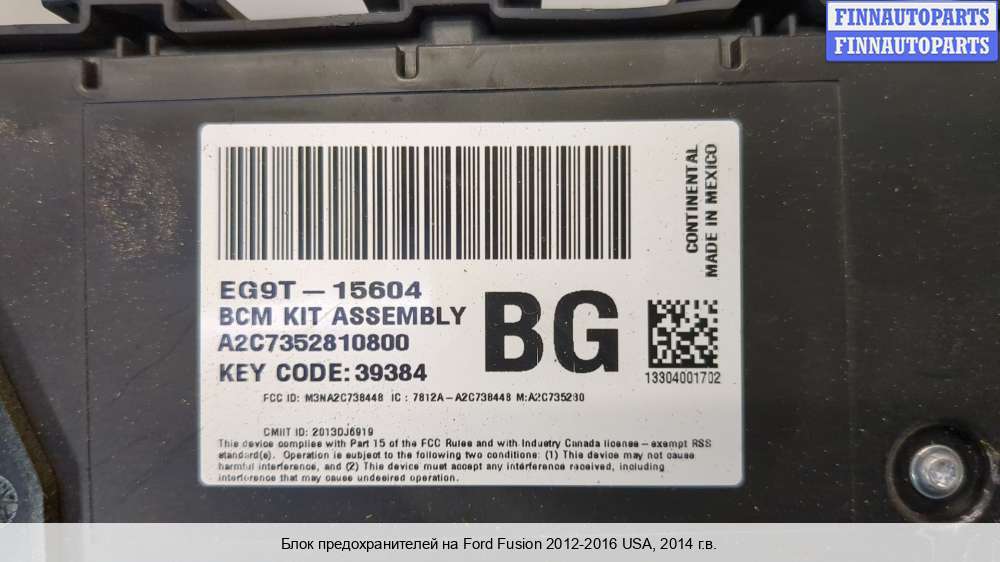 FINNAUTOPARTS
FINNAUTOPARTS
CONTINENTAL
MADE IN MEXICO
EG9T – 15604
BCM KIT ASSEMBLY
A2C7352810800
KEY CODE: 39384
BG
13304001702
FCC ID: M3NA2C738448 IC : 7812A – A2C738448 M:A2C735280
CMIIT ID: 2013DJ6919
This device complies with Part 15 of the FCC Rules and with Industry Canada license – exempt RSS
standard(s). Operation is subject to the following two conditions: (1) This device may not cause
harmful interference, and (2) This device must accept any interference received, including
interference that may cause undesired operation.
Блок предохранителей на Ford Fusion 2012-2016 USA, 2014 г.в.